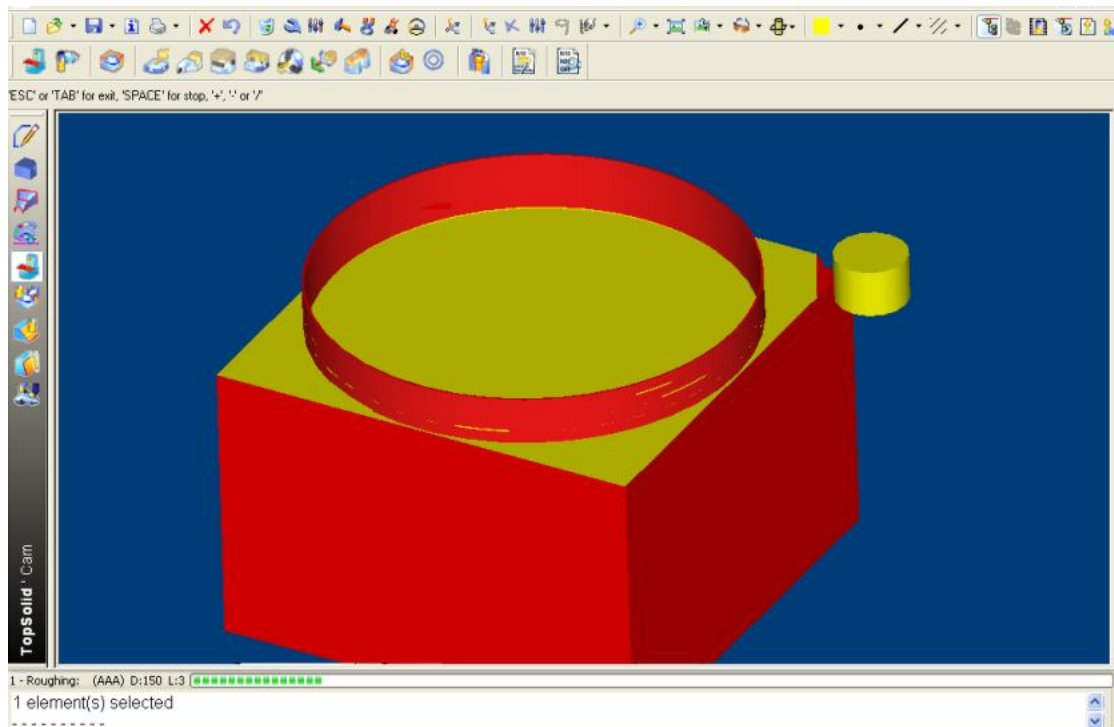 'ESC' or 'TAB' for exit, 'SPACE' for stop, '+', '-' or '/'
TopSolid ' Cam
1 - Roughing: (AAA) D:150 L:3
1 element(s) selected
- - - - - - - - - -